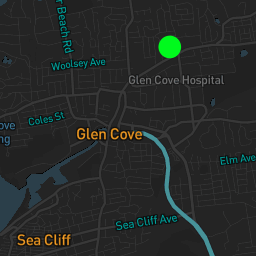 r Beach Rd
Woolsey Ave
Glen Cove Hospital
Coles St
ove
ng
Glen Cove
Elm Ave
Sea Cliff Ave
Sea Cliff